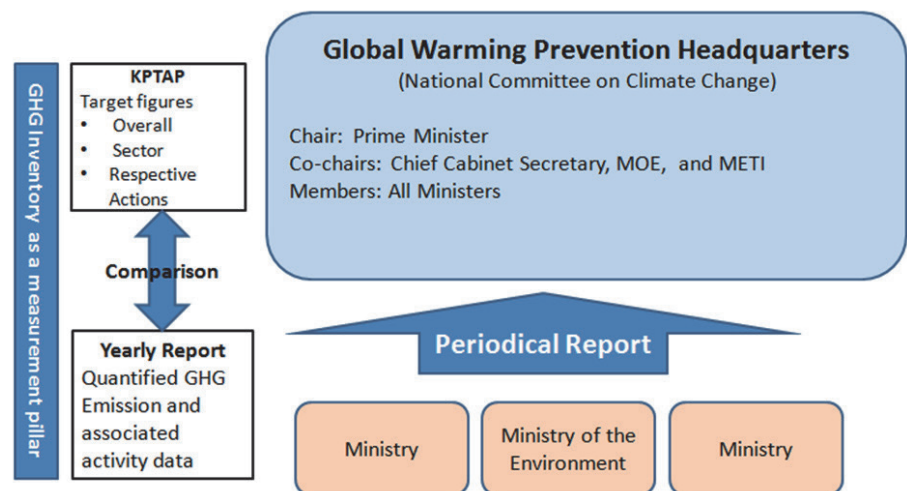 GHG Inventory as a measurement pillar
KPTAP
Target figures
• Overall
• Sector
• Respective
Actions
Comparison
Yearly Report
Quantified GHG
Emission and
associated
activity data
Global Warming Prevention Headquarters
(National Committee on Climate Change)
Chair: Prime Minister
Co-chairs: Chief Cabinet Secretary, MOE, and METI
Members: All Ministers
Periodical Report
Ministry
Ministry of the
Environment
Ministry